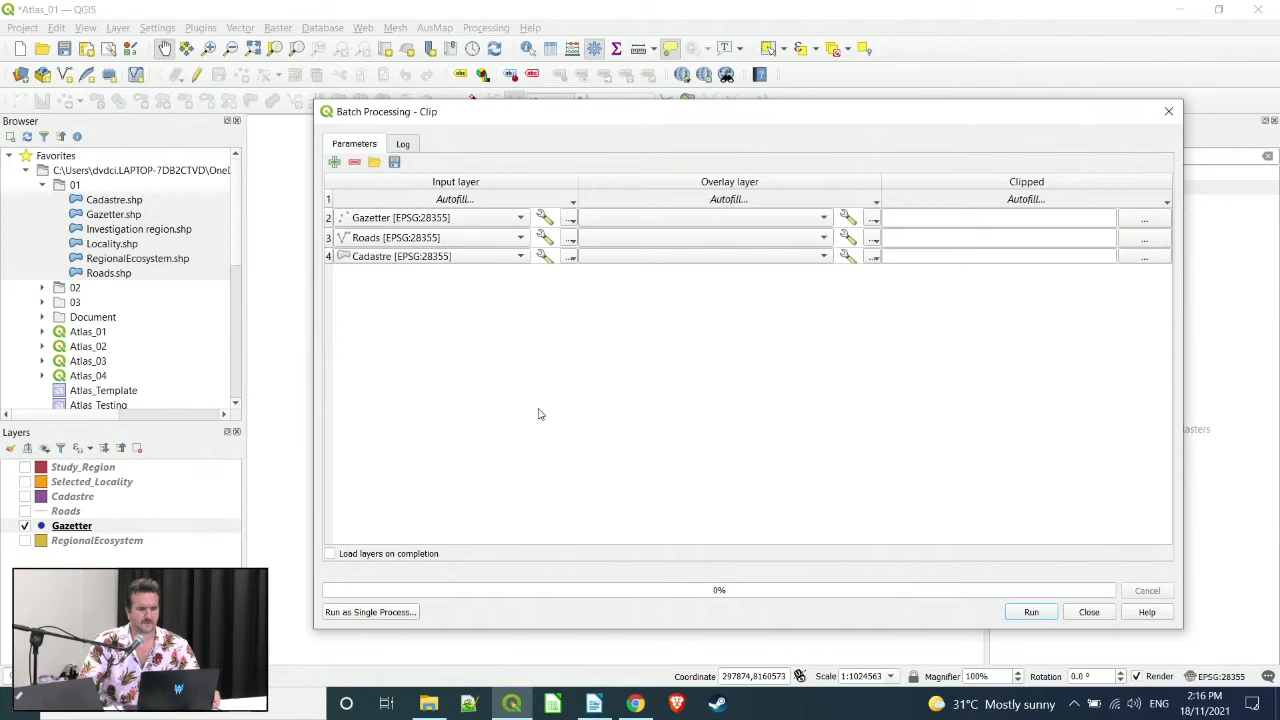 *Atlas_01 — QGIS
Project Edit View Layer Settings Plugins Vector Raster Database Web Mesh AusMap Processing Help
Browser
Favorites
C:\Users\dvdci.LAPTOP-7DB2CTVD\OneD
01
Cadastre.shp
Gazetter.shp
Investigation region.shp
Locality.shp
RegionalEcosystem.shp
Roads.shp
02
03
Document
Atlas_01
Atlas_02
Atlas_03
Atlas_04
Atlas_Template
Atlas_Testing
Layers
Study_Region
Selected_Locality
Cadastre
Roads
Gazetter
RegionalEcosystem
Batch Processing - Clip
Parameters Log
Input layer Overlay layer Clipped
1 Autofill... Autofill... Autofill...
2 Gazetter [EPSG:28355] ... ... ...
3 Roads [EPSG:28355] ... ... ...
4 Cadastre [EPSG:28355] ... ... ...
asters
Load layers on completion
0% Cancel
Run as Single Process... Run Close Help
Coordinate 297874,8160573 Scale 1:1024563 Magnifier 100% Rotation 0.0 ° Render EPSG:28355
31°C Mostly sunny
2:16 PM
18/11/2021